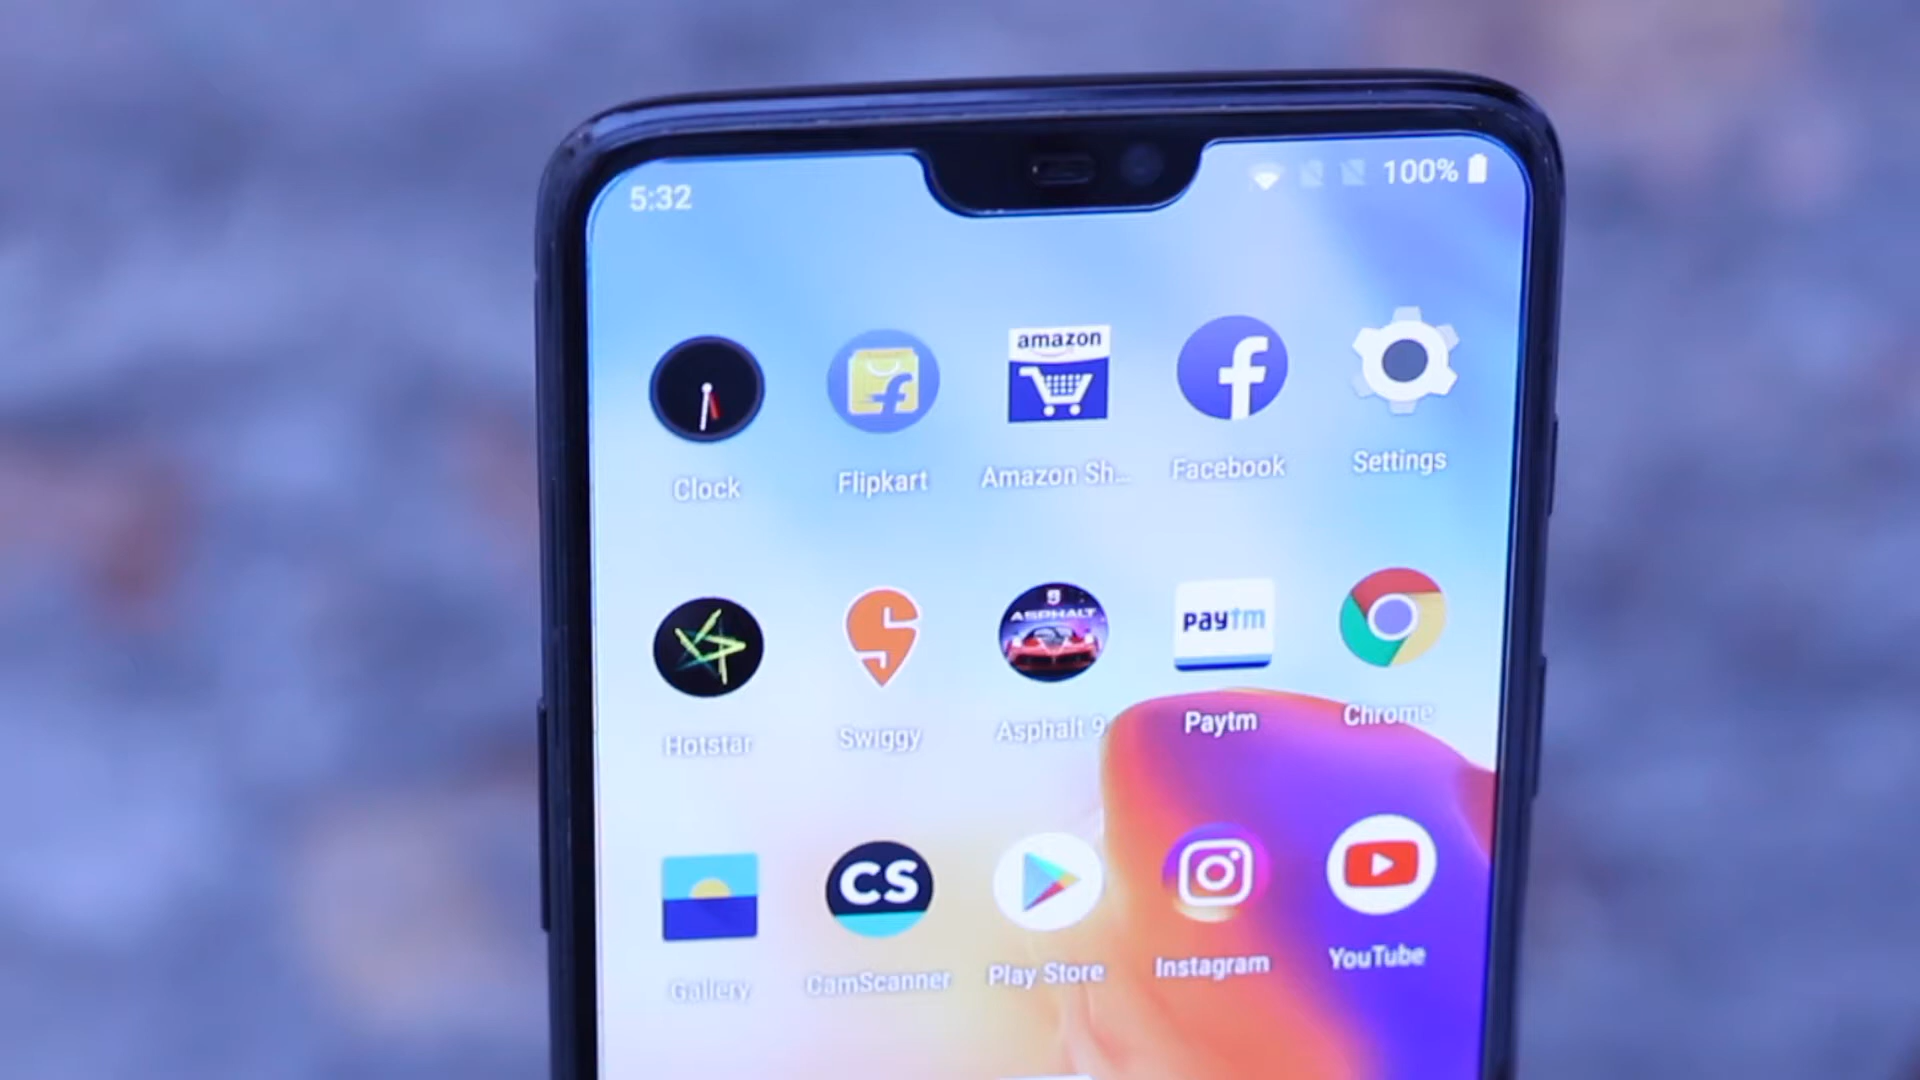 5:32
100%
amazon
f
f
Clock
Flipkart
Amazon Sh...
Facebook
Settings
ASPHALT
paytm
Hotstar
Swiggy
Asphalt 9
Paytm
Chrome
CS
Gallery
CamScanner
Play Store
Instagram
YouTube